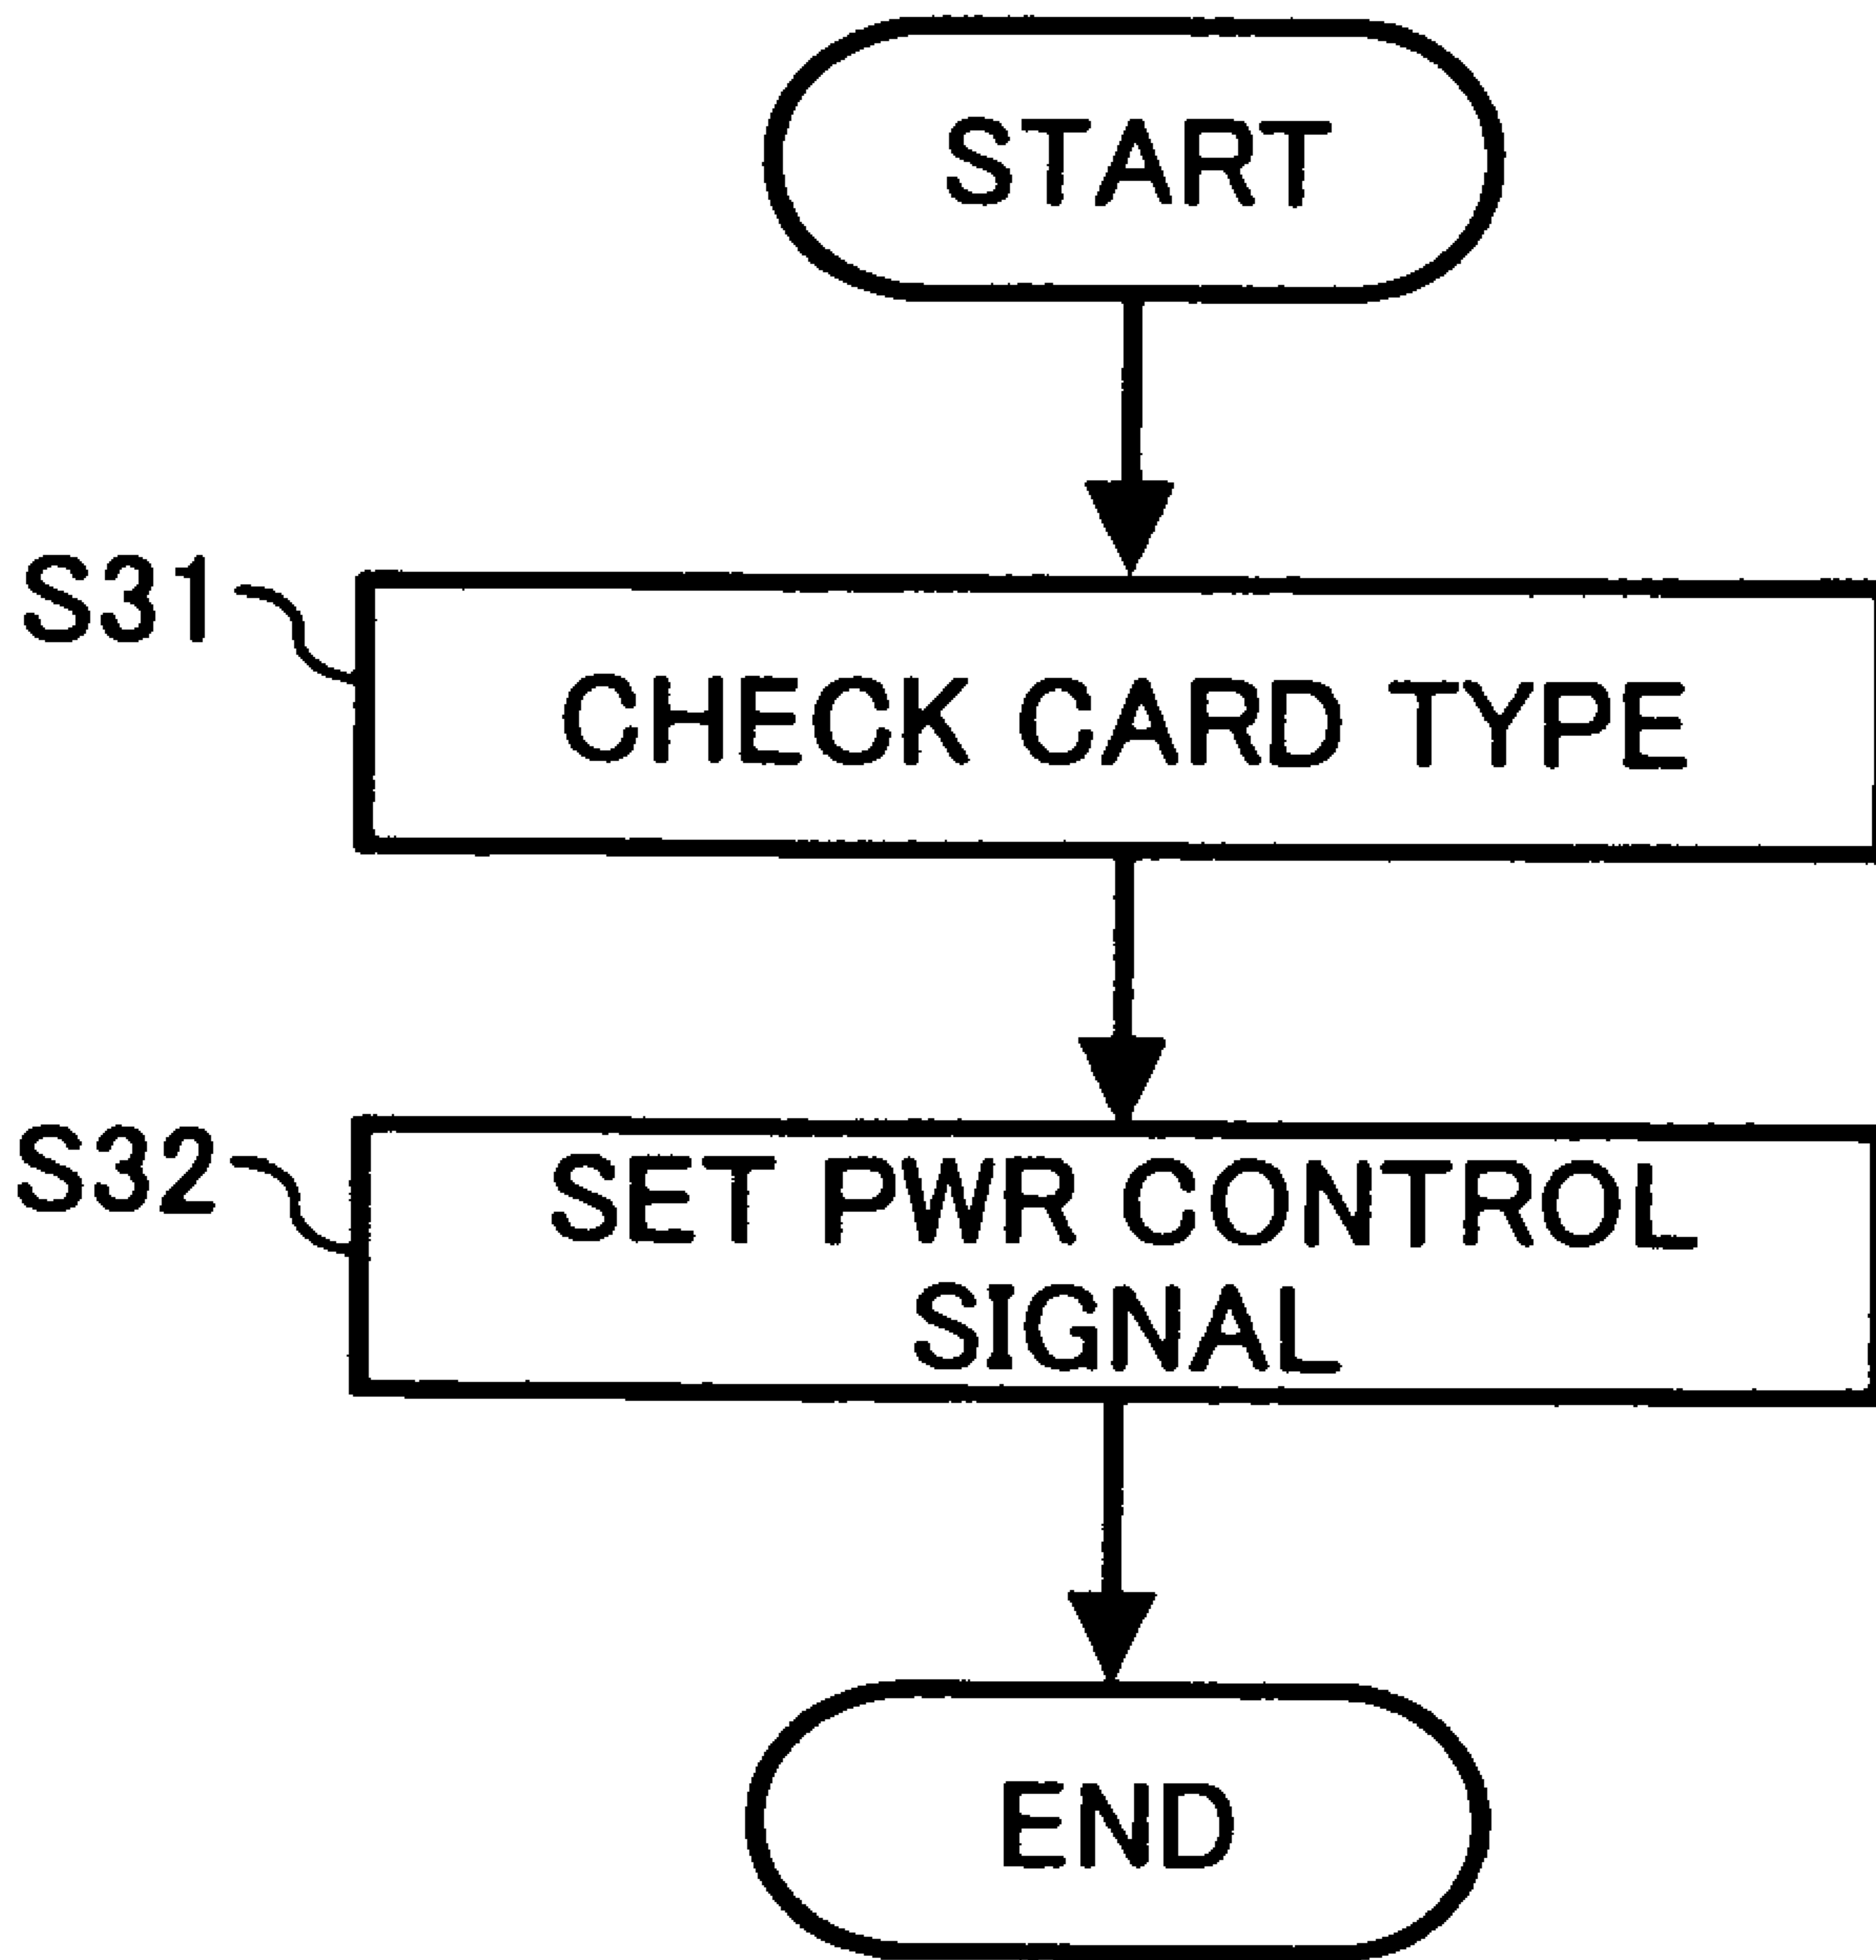 START
S31
CHECK CARD TYPE
S32
SET PWR CONTROL
SIGNAL
END